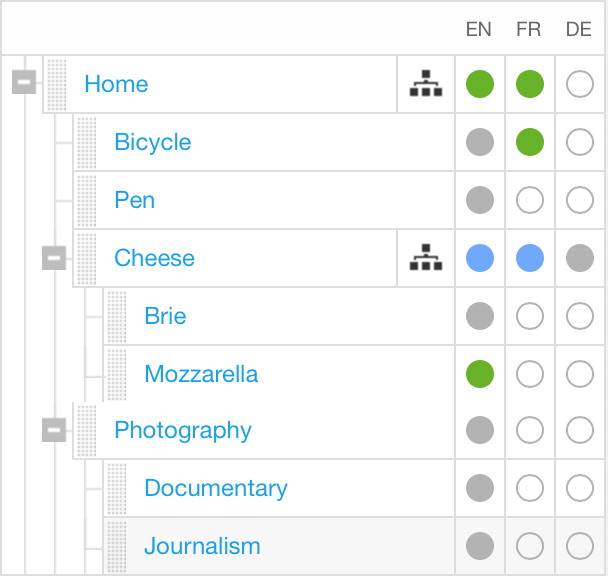 EN FR DE
Home
Bicycle
Pen
Cheese
Brie
Mozzarella
Photography
Documentary
Journalism